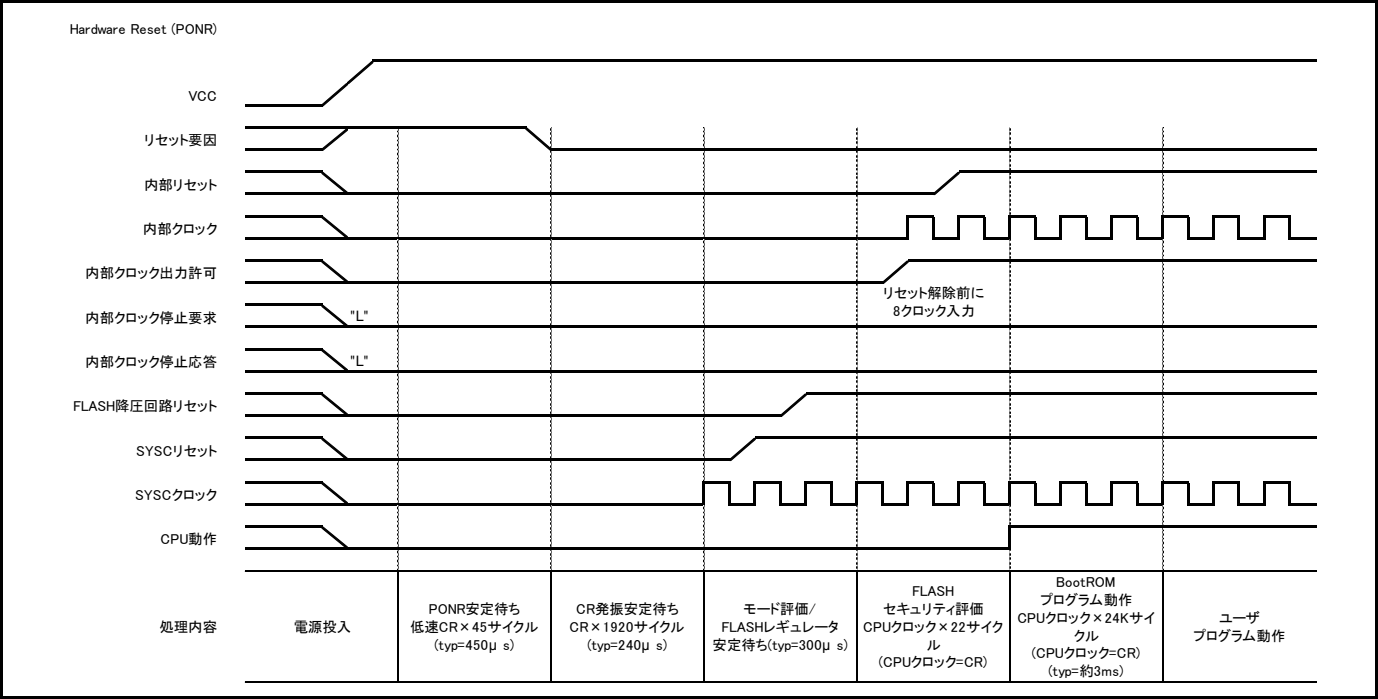 Hardware Reset (PONR)
VCC
リセット要因
内部リセット
内部クロック
内部クロック出力許可
リセット解除前に
8クロック入力
内部クロック停止要求
"L"
内部クロック停止応答
"L"
FLASH降圧回路リセット
SYSCリセット
SYSCクロック
CPU動作
処理内容
電源投入
PONR安定待ち
低速CR×45サイクル
(typ=450μ s)
CR発振安定待ち
CR×1920サイクル
(typ=240μ s)
モード評価/
FLASHレギュレータ
安定待ち(typ=300μ s)
FLASH
セキュリティ評価
CPUクロック×22サイク
ル
(CPUクロック=CR)
BootROM
プログラム動作
CPUクロック×24Kサイ
クル
(CPUクロック=CR)
(typ=約3ms)
ユーザ
プログラム動作